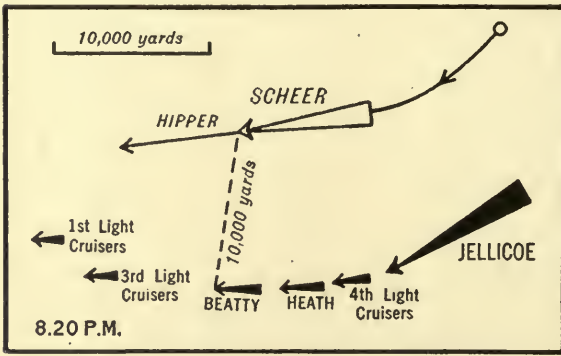 10,000 yards
SCHEER
HIPPER
10,000 yards
1st Light
Cruisers
3rd Light
Cruisers
BEATTY
HEATH
4th Light
Cruisers
JELLICOE
8.20 P.M.